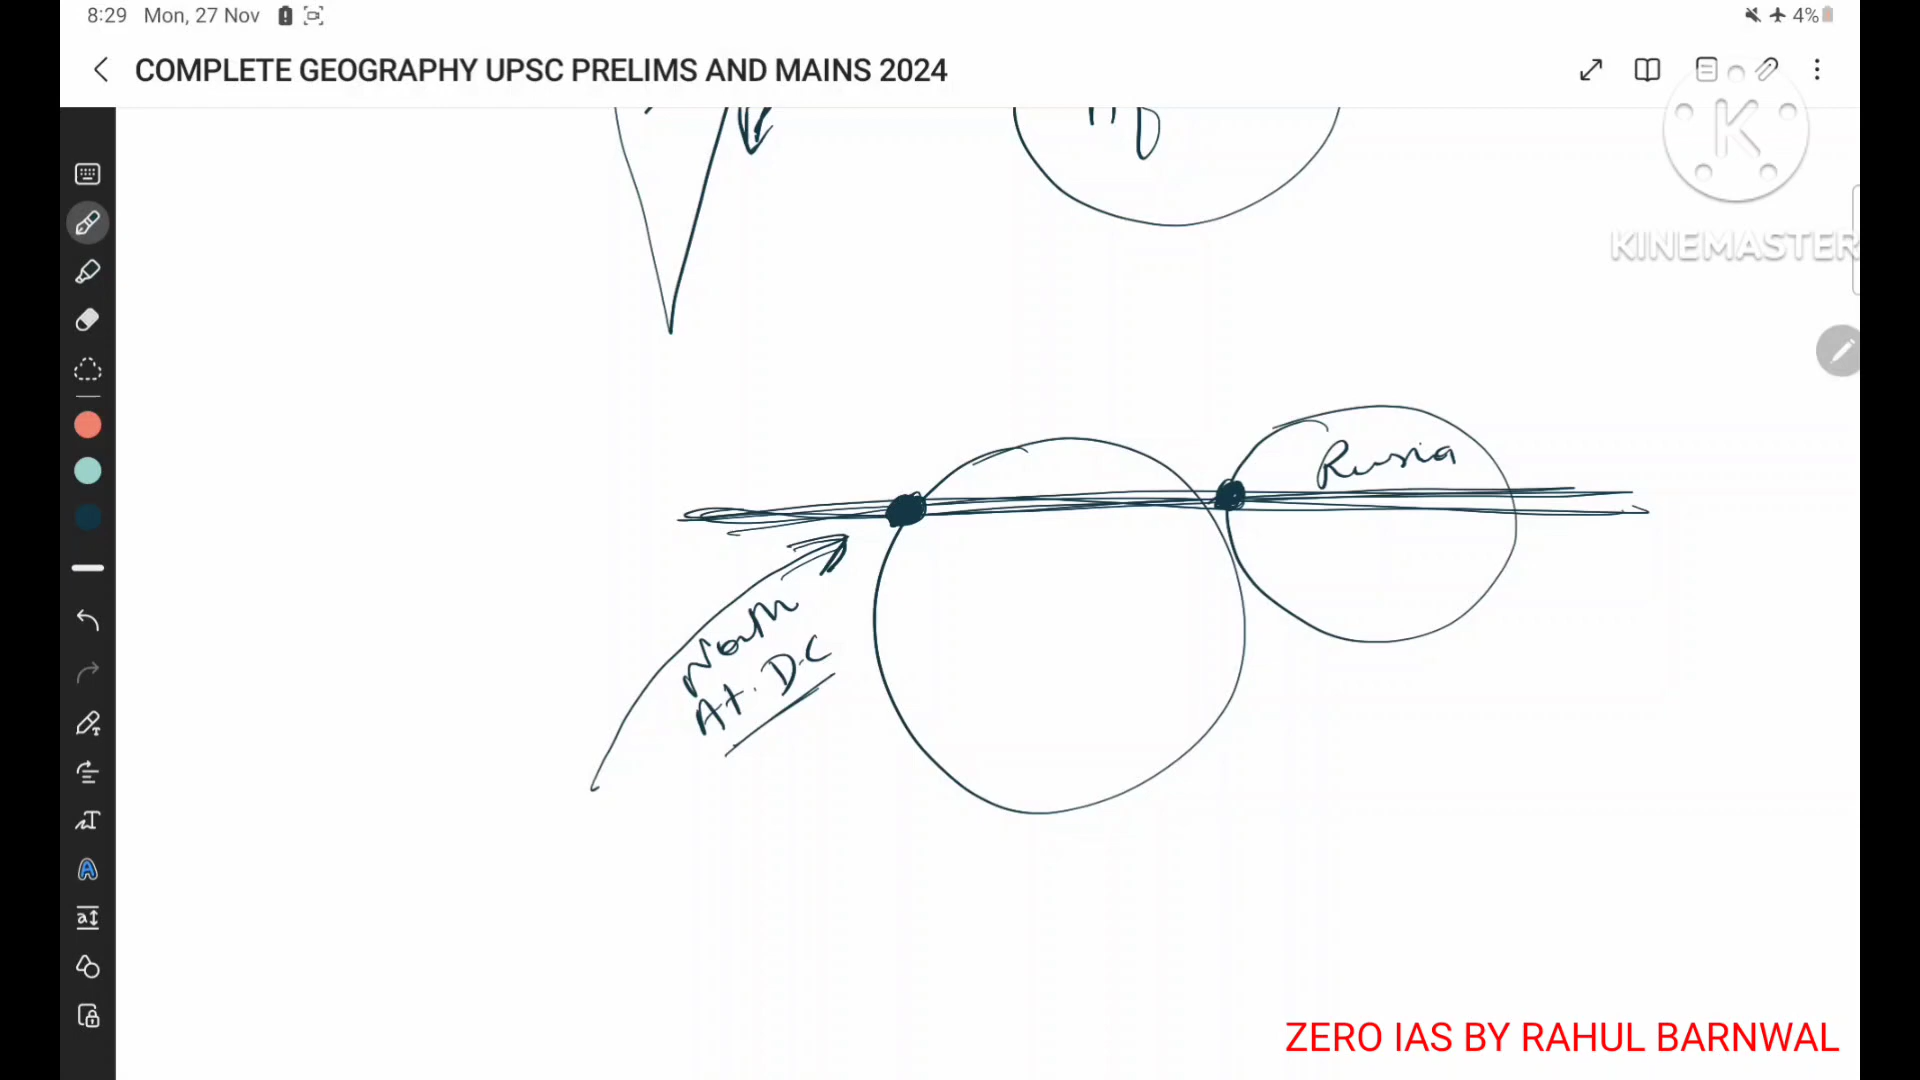 8:29 Mon, 27 Nov
4%
COMPLETE GEOGRAPHY UPSC PRELIMS AND MAINS 2024
K
KINEMASTER
Russia
North
At. D.C
ZERO IAS BY RAHUL BARNWAL